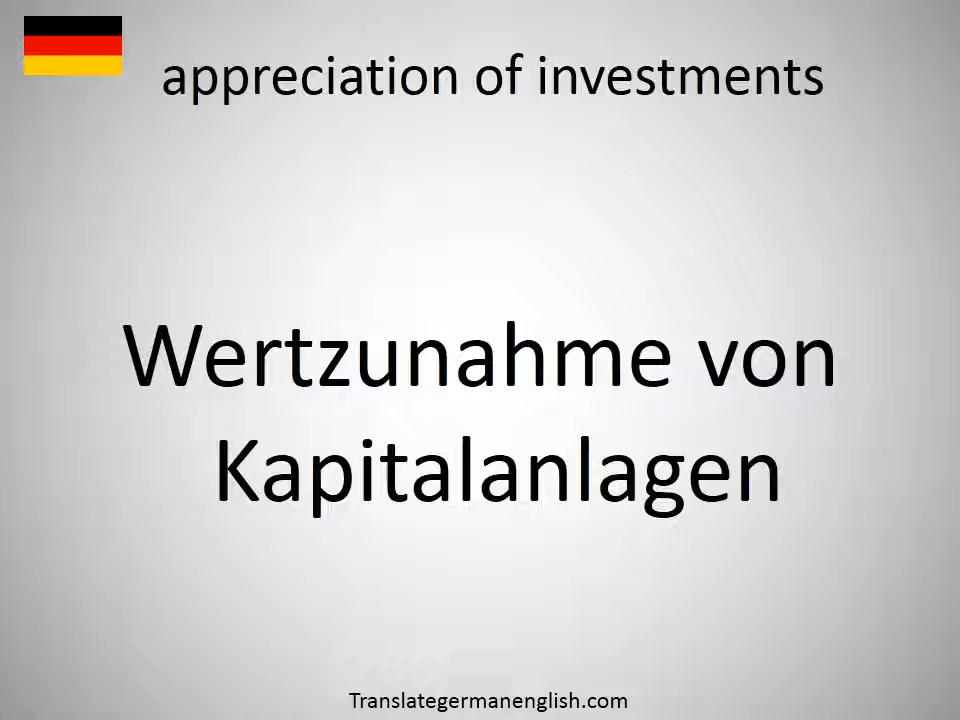 appreciation of investments
Wertzunahme von
Kapitalanlagen
Translategermanenglish.com